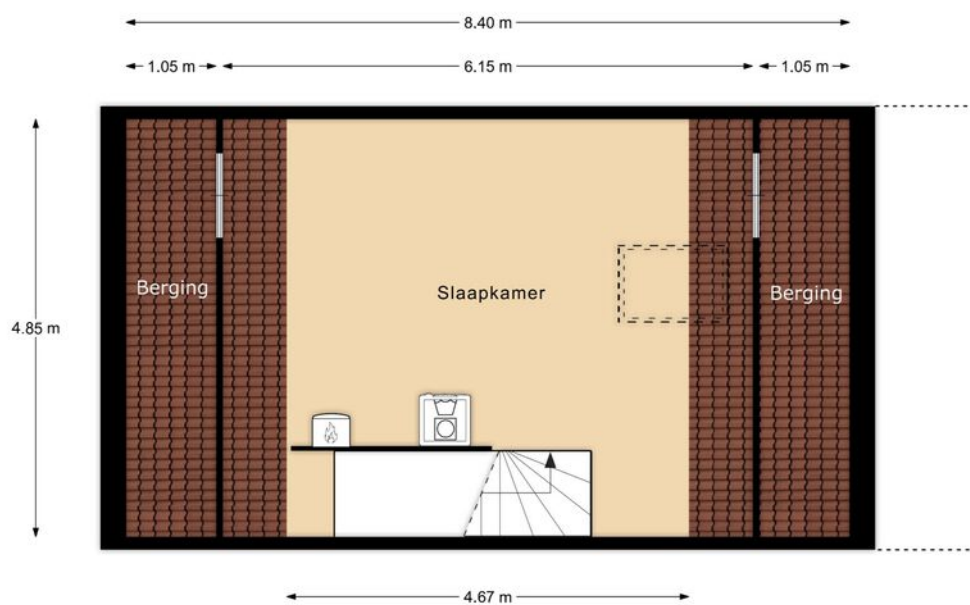 8.40 m
1.05 m
6.15 m
1.05 m
Berging
Slaapkamer
Berging
4.85 m
4.67 m